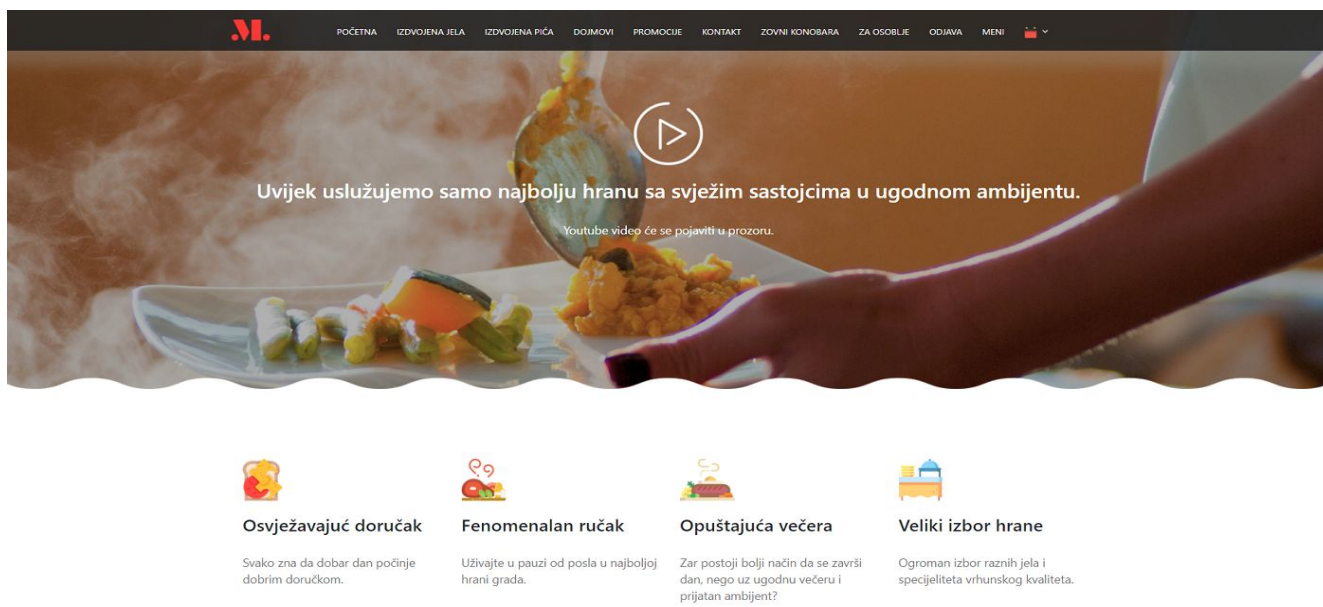 M.
POČETNA IZDVOJENA JELA IZDVOJENA PIĆA DOJMOVI PROMOCIJE KONTAKT ZOVNI KONOBARA ZA OSOBLJE ODJAVA MENI
Uvijek uslužujemo samo najbolju hranu sa svježim sastojcima u ugodnom ambijentu.
Youtube video će se pojaviti u prozoru.
Osvježavajuć doručak
Svako zna da dobar dan počinje
dobrim doručkom.
Fenomenalan ručak
Uživajte u pauzi od posla u najboljoj
hrani grada.
Opuštajuća večera
Zar postoji bolji način da se završi
dan, nego uz ugodnu večeru i
prijatan ambijent?
Veliki izbor hrane
Ogroman izbor raznih jela i
specijeliteta vrhunskog kvaliteta.